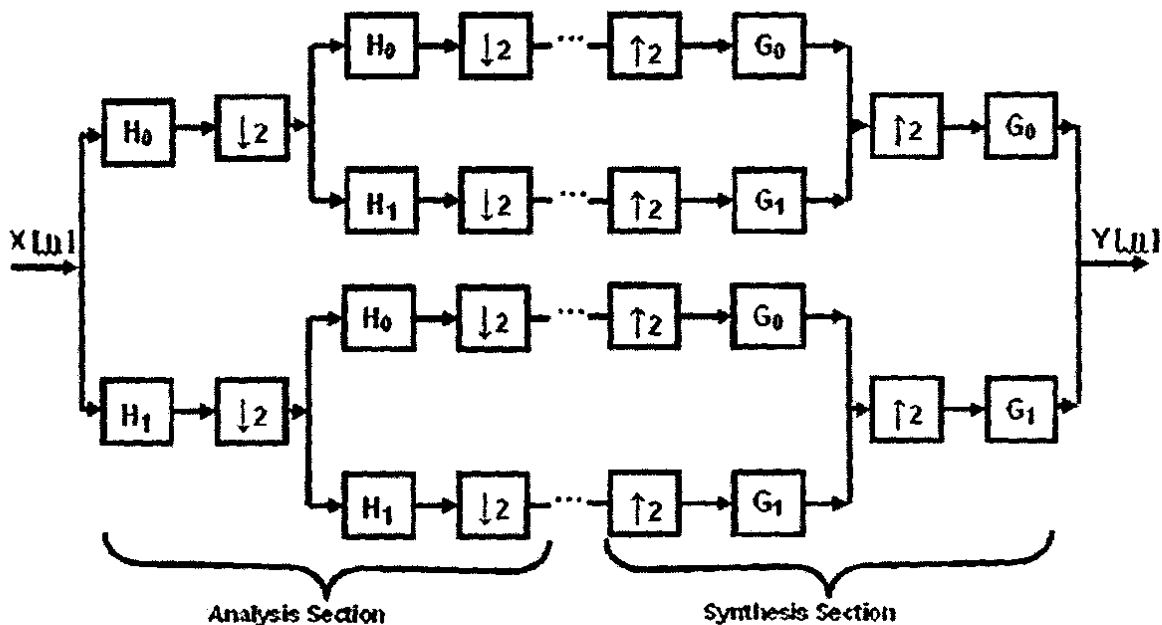 H₀ ↓2 ... ↑2 G₀
H₀ ↓2 ↑2 G₀
H₁ ↓2 ... ↑2 G₁
X[n] Y[n]
H₀ ↓2 ... ↑2 G₀
H₁ ↓2 ↑2 G₁
H₁ ↓2 ... ↑2 G₁
Analysis Section Synthesis Section